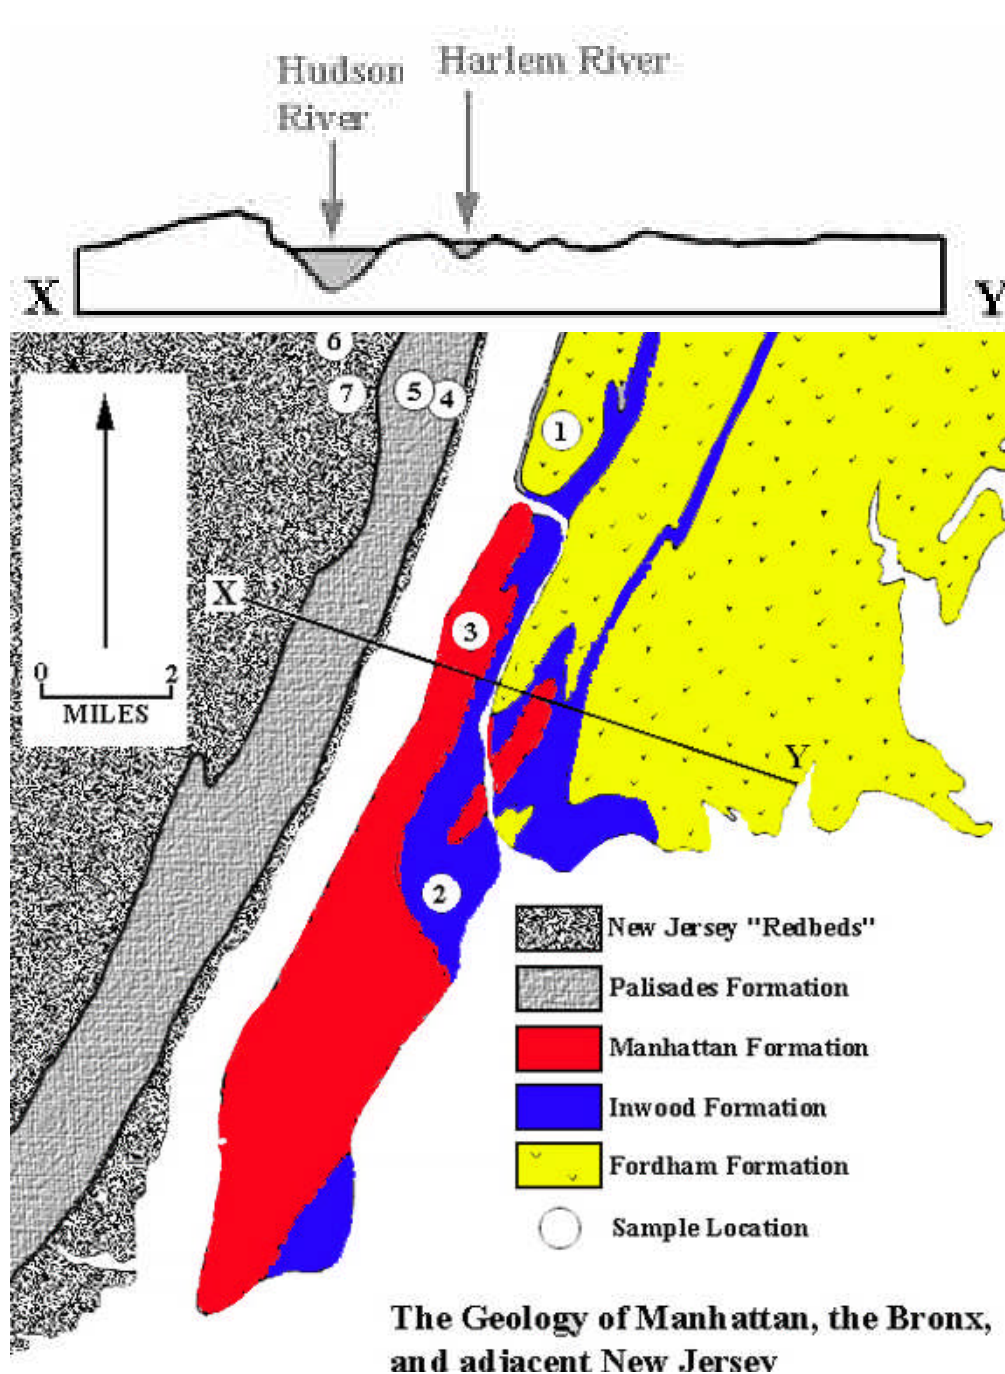 Hudson
River
Harlem River
X
Y
6
7
5
4
1
X
3
0 2
MILES
Y
2
New Jersey "Redbeds"
Palisades Formation
Manhattan Formation
Inwood Formation
Fordham Formation
Sample Location
The Geology of Manhattan, the Bronx,
and adjacent New Jersey